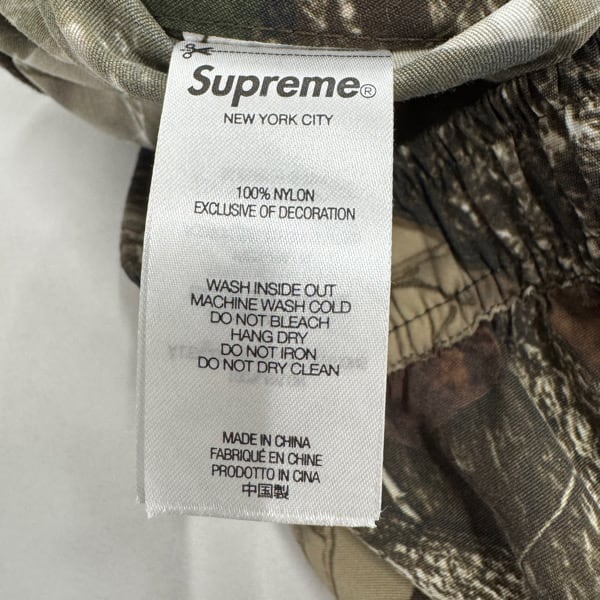 Supreme®
NEW YORK CITY
100% NYLON
EXCLUSIVE OF DECORATION
WASH INSIDE OUT
MACHINE WASH COLD
DO NOT BLEACH
HANG DRY
DO NOT IRON
DO NOT DRY CLEAN
MADE IN CHINA
FABRIQUÉ EN CHINE
PRODOTTO IN CINA
中国製